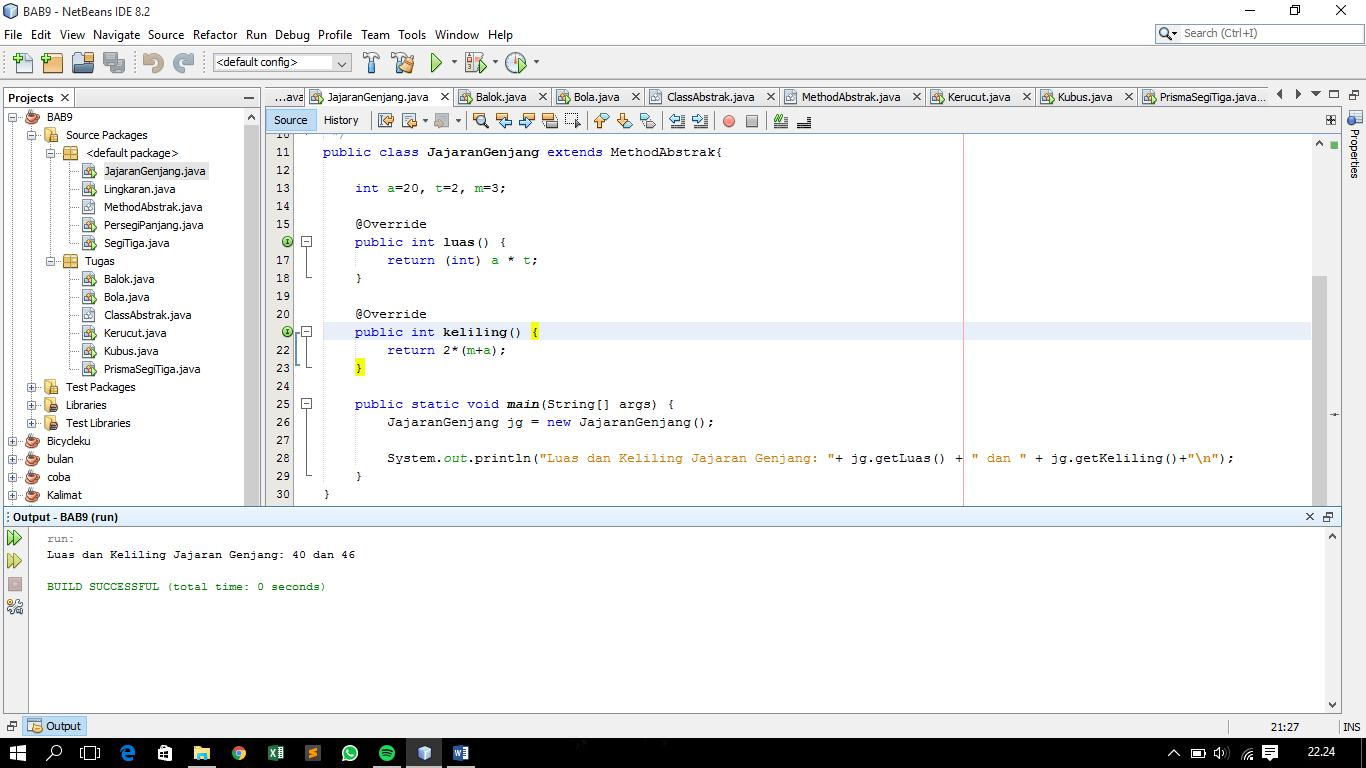 BAB9 - NetBeans IDE 8.2
File Edit View Navigate Source Refactor Run Debug Profile Team Tools Window Help
Search (Ctrl+I)
<default config>
Projects
...ava JajaranGenjang.java Balok.java Bola.java ClassAbstrak.java MethodAbstrak.java Kerucut.java Kubus.java PrismaSegiTiga.java...
Source History
BAB9
Source Packages
<default package>
JajaranGenjang.java
Lingkaran.java
MethodAbstrak.java
PersegiPanjang.java
SegiTiga.java
Tugas
Balok.java
Bola.java
ClassAbstrak.java
Kerucut.java
Kubus.java
PrismaSegiTiga.java
Test Packages
Libraries
Test Libraries
Bicycleku
bulan
coba
Kalimat
10 */
11 public class JajaranGenjang extends MethodAbstrak{
12
13 int a=20, t=2, m=3;
14
15 @Override
public int luas() {
17 return (int) a * t;
18 }
19
20 @Override
public int keliling() {
22 return 2*(m+a);
23 }
24
25 public static void main(String[] args) {
26 JajaranGenjang jg = new JajaranGenjang();
27
28 System.out.println("Luas dan Keliling Jajaran Genjang: "+ jg.getLuas() + " dan " + jg.getKeliling()+"\n");
29 }
30 }
Properties
Output - BAB9 (run)
run:
Luas dan Keliling Jajaran Genjang: 40 dan 46
BUILD SUCCESSFUL (total time: 0 seconds)
Output
21:27 INS
22.24